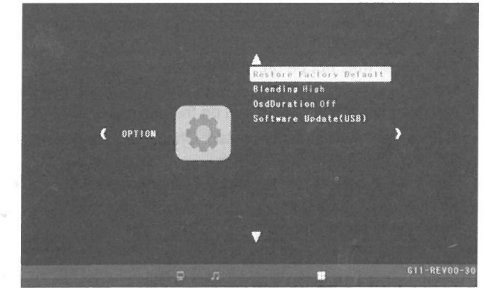 Restore Factory Default
Blending High
OsdDuration Off
Software Update(USB)
OPTION
G11-REV00-30